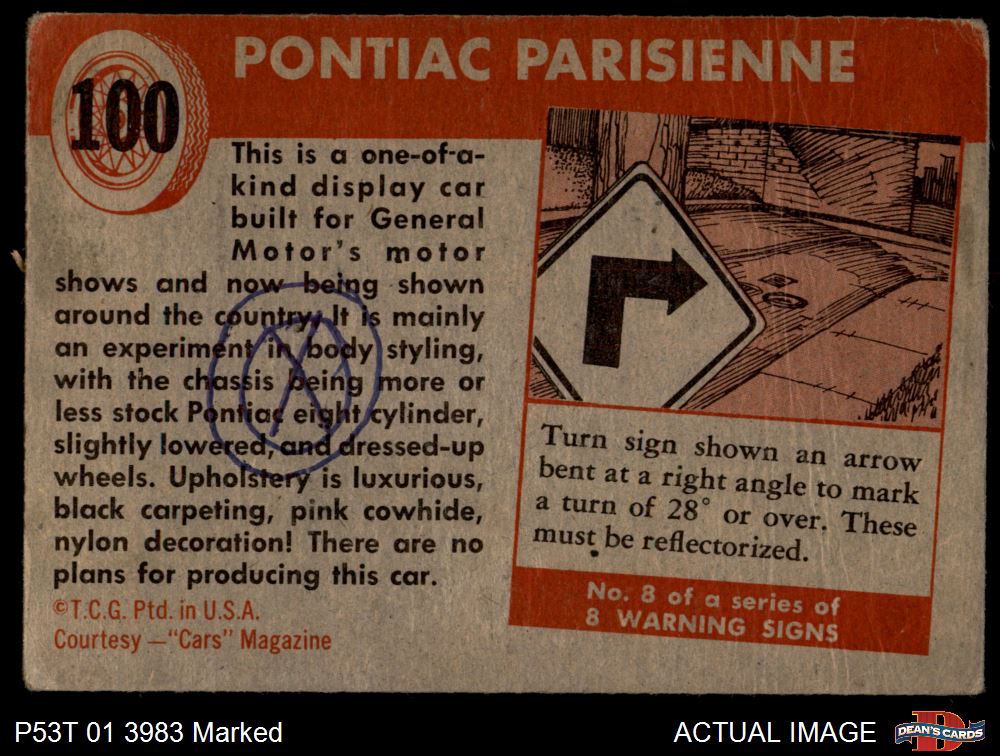 PONTIAC PARISIENNE
100
This is a one-of-a-
kind display car
built for General
Motor's motor
shows and now being shown
around the country. It is mainly
an experiment in body styling,
with the chassis being more or
less stock Pontiac eight cylinder,
slightly lowered, and dressed-up
wheels. Upholstery is luxurious,
black carpeting, pink cowhide,
nylon decoration! There are no
plans for producing this car.
©T.C.G. Ptd. in U.S.A.
Courtesy —"Cars" Magazine
Turn sign shown an arrow
bent at a right angle to mark
a turn of 28° or over. These
must be reflectorized.
No. 8 of a series of
8 WARNING SIGNS
P53T 01 3983 Marked
ACTUAL IMAGE
DEAN'S CARDS